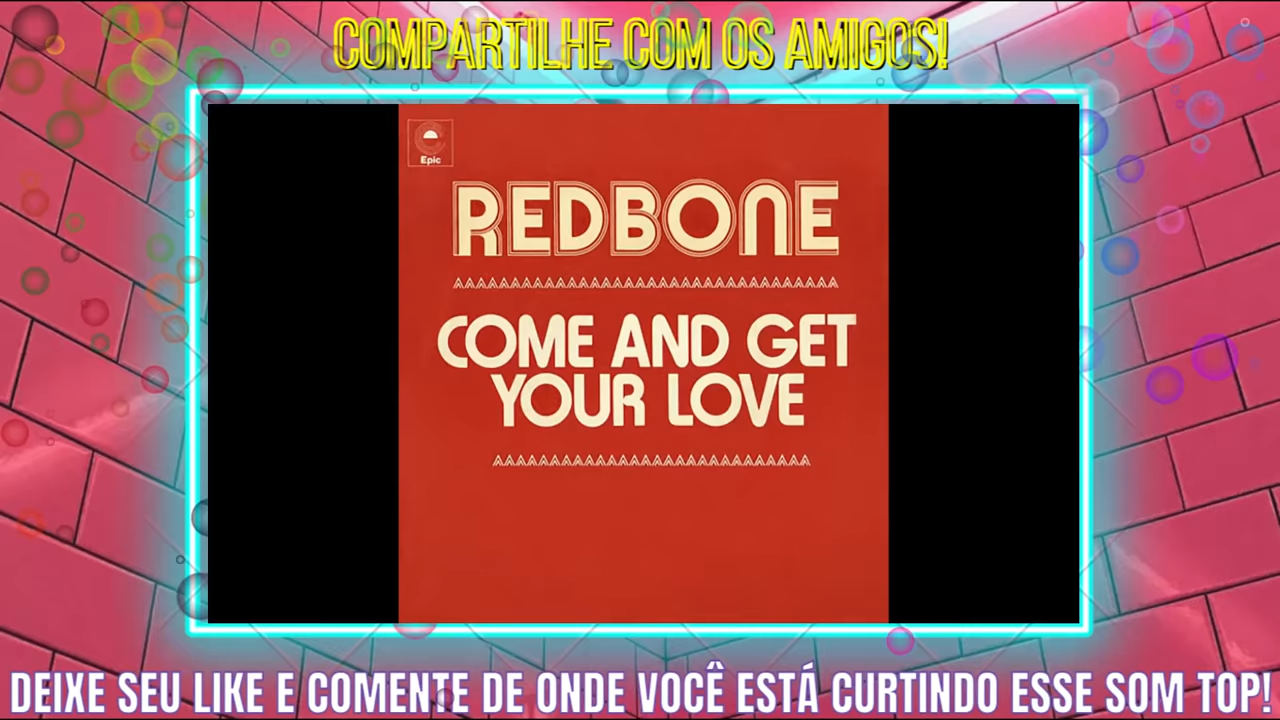 COMPARTILHE COM OS AMIGOS!
Epic
REDBONE
COME AND GET
YOUR LOVE
DEIXE SEU LIKE E COMENTE DE ONDE VOCÊ ESTÁ CURTINDO ESSE SOM TOP!